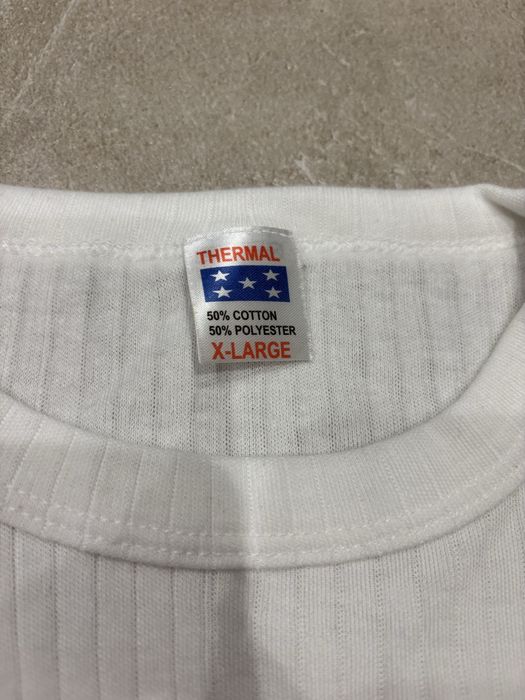 THERMAL
50% COTTON
50% POLYESTER
X-LARGE